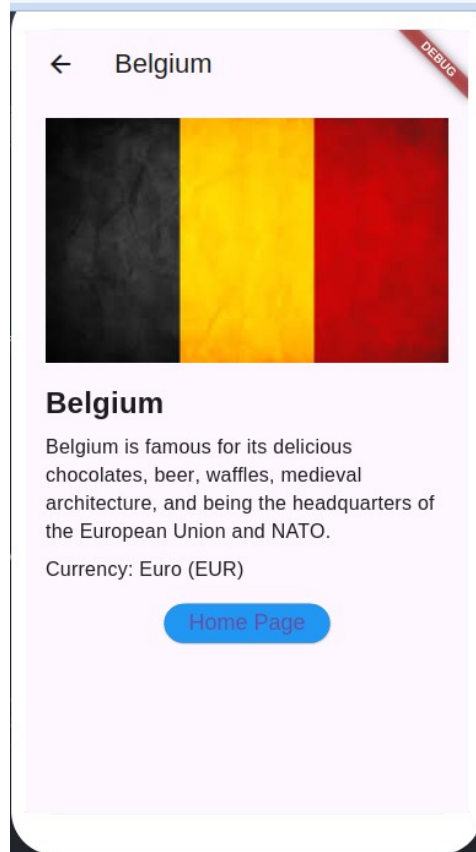 Belgium
DEBUG
Belgium
Belgium is famous for its delicious
chocolates, beer, waffles, medieval
architecture, and being the headquarters of
the European Union and NATO.
Currency: Euro (EUR)
Home Page